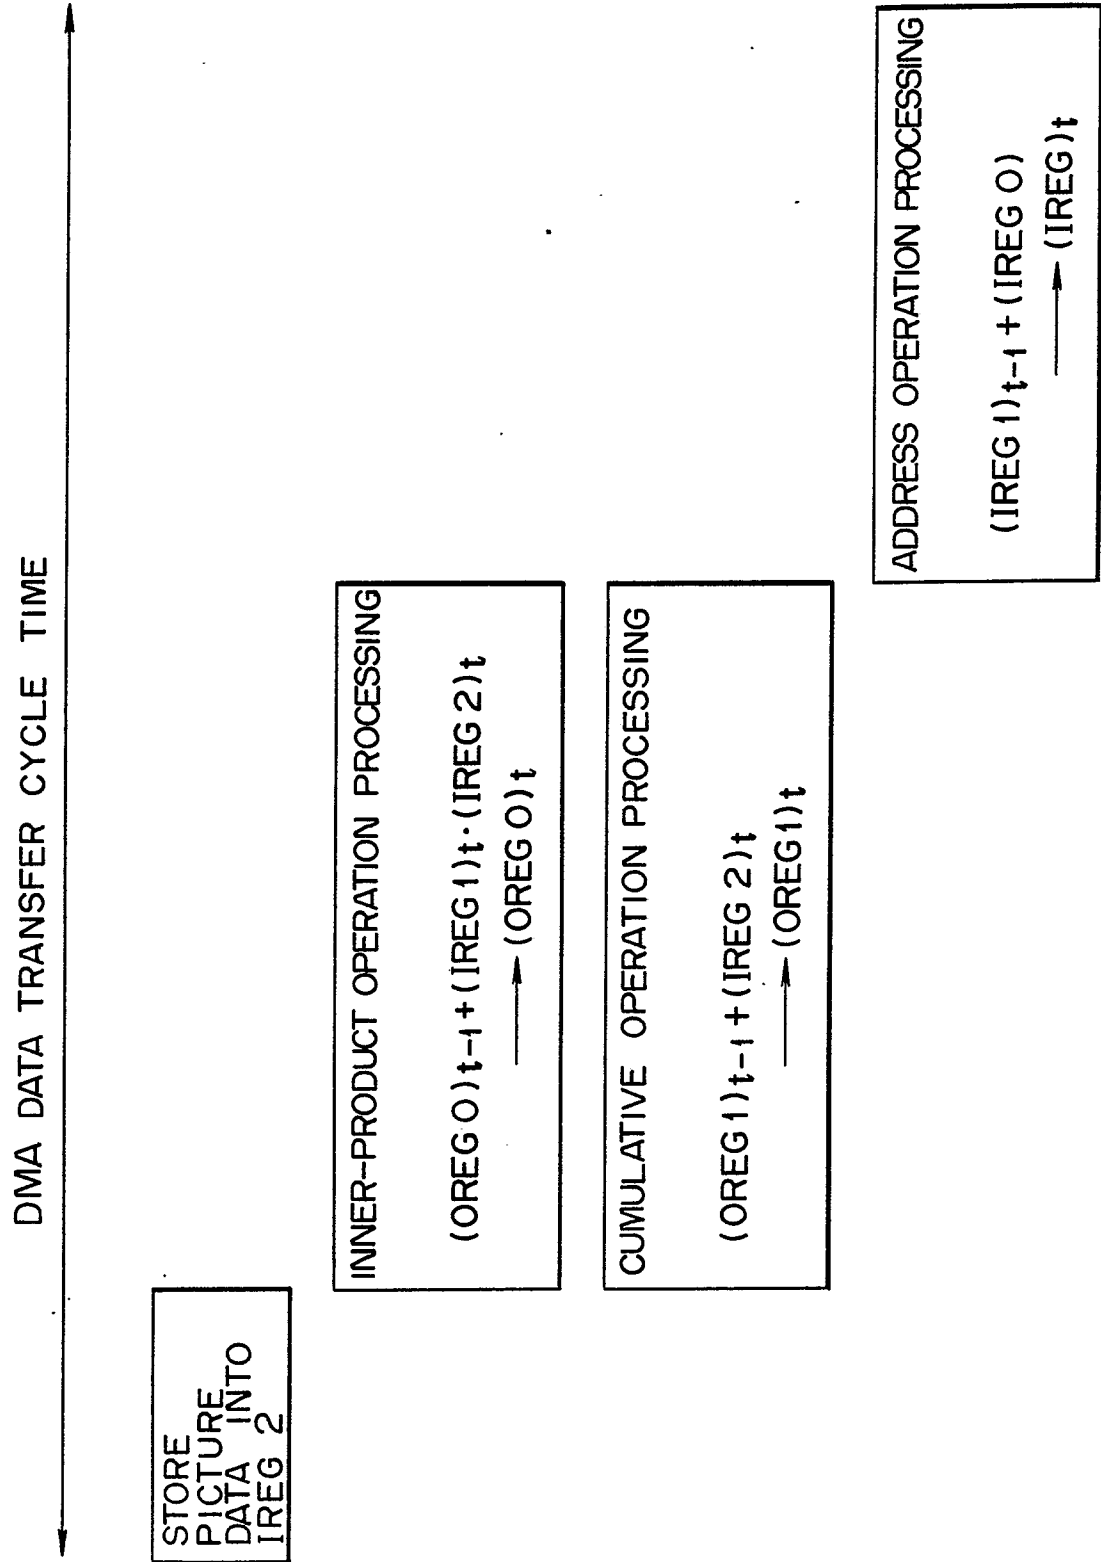 DMA DATA TRANSFER CYCLE TIME
STORE
PICTURE
DATA INTO
IREG 2
INNER-PRODUCT OPERATION PROCESSING
(OREG 0)t-1 + (IREG 1)t · (IREG 2)t
⟶ (OREG 0)t
CUMULATIVE OPERATION PROCESSING
(OREG 1)t-1 + (IREG 2)t
⟶ (OREG1)t
ADDRESS OPERATION PROCESSING
(IREG 1)t-1 + (IREG 0)
⟶ (IREG)t